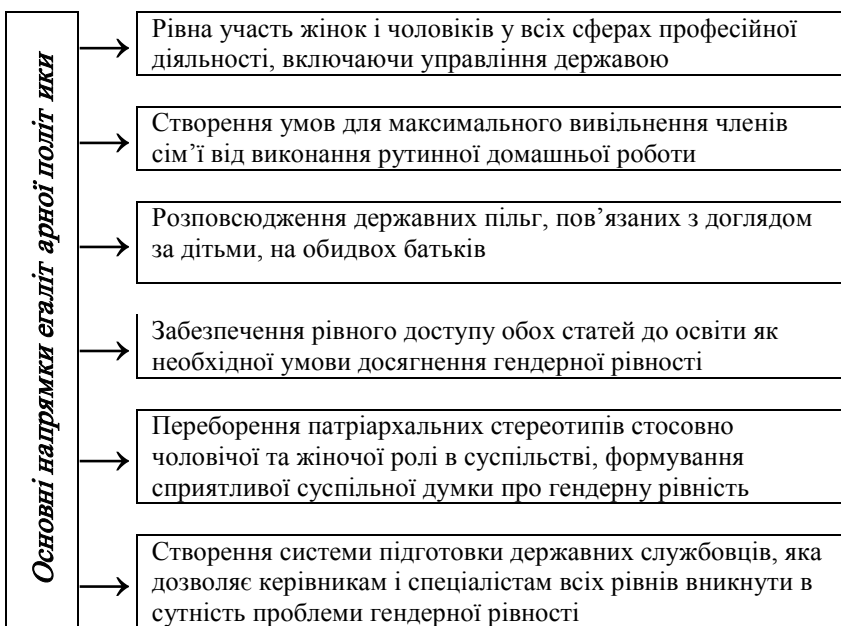 Основні напрямки егаліт арної політ ики
Рівна участь жінок і чоловіків у всіх сферах професійної
діяльності, включаючи управління державою
Створення умов для максимального вивільнення членів
сім’ї від виконання рутинної домашньої роботи
Розповсюдження державних пільг, пов’язаних з доглядом
за дітьми, на обидвох батьків
Забезпечення рівного доступу обох статей до освіти як
необхідної умови досягнення гендерної рівності
Переборення патріархальних стереотипів стосовно
чоловічої та жіночої ролі в суспільстві, формування
сприятливої суспільної думки про гендерну рівність
Створення системи підготовки державних службовців, яка
дозволяє керівникам і спеціалістам всіх рівнів вникнути в
сутність проблеми гендерної рівності